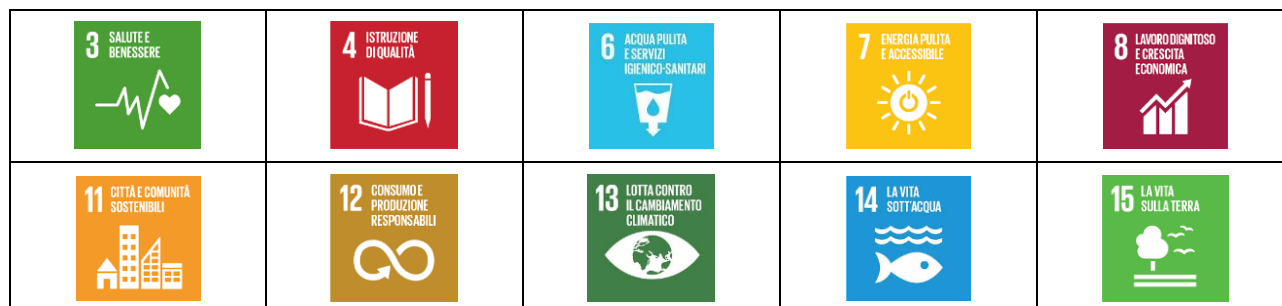 3 SALUTE E
BENESSERE
4 ISTRUZIONE
DI QUALITÀ
6 ACQUA PULITA
E SERVIZI
IGIENICO-SANITARI
7 ENERGIA PULITA
E ACCESSIBILE
8 LAVORO DIGNITOSO
E CRESCITA
ECONOMICA
11 CITTÀ E COMUNITÀ
SOSTENIBILI
12 CONSUMO E
PRODUZIONE
RESPONSABILI
13 LOTTA CONTRO
IL CAMBIAMENTO
CLIMATICO
14 LA VITA
SOTT'ACQUA
15 LA VITA
SULLA TERRA